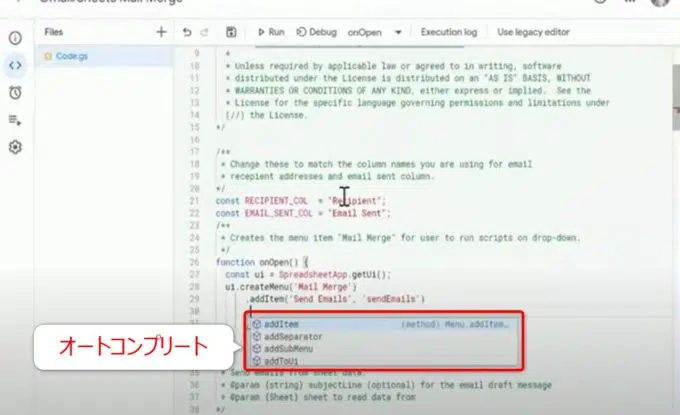 Files
Run Debug onOpen Execution log Use legacy editor
Code.gs
9 *
10 * Unless required by applicable law or agreed to in writing, software
11 * distributed under the License is distributed on an "AS IS" BASIS, WITHOUT
12 * WARRANTIES OR CONDITIONS OF ANY KIND, either express or implied. See the
13 * License for the specific language governing permissions and limitations under
14 (//) the License.
15 */
16
17 /**
18 * Change these to match the column names you are using for email
19 * recepient addresses and email sent column.
20 */
21 const RECIPIENT_COL = "Recipient";
22 const EMAIL_SENT_COL = "Email Sent";
23 /**
24 * Creates the menu item "Mail Merge" for user to run scripts on drop-down.
25 */
26 function onOpen() {
27 const ui = SpreadsheetApp.getUi();
28 ui.createMenu('Mail Merge')
29 .addItem('Send Emails', 'sendEmails')
30
addItem (method) Menu.addItem…
addSeparator
addSubMenu
addToUi
オートコンプリート
* Send emails from sheet data.
* @param {string} subjectLine (optional) for the email draft message
* @param {Sheet} sheet to read data from
38 */